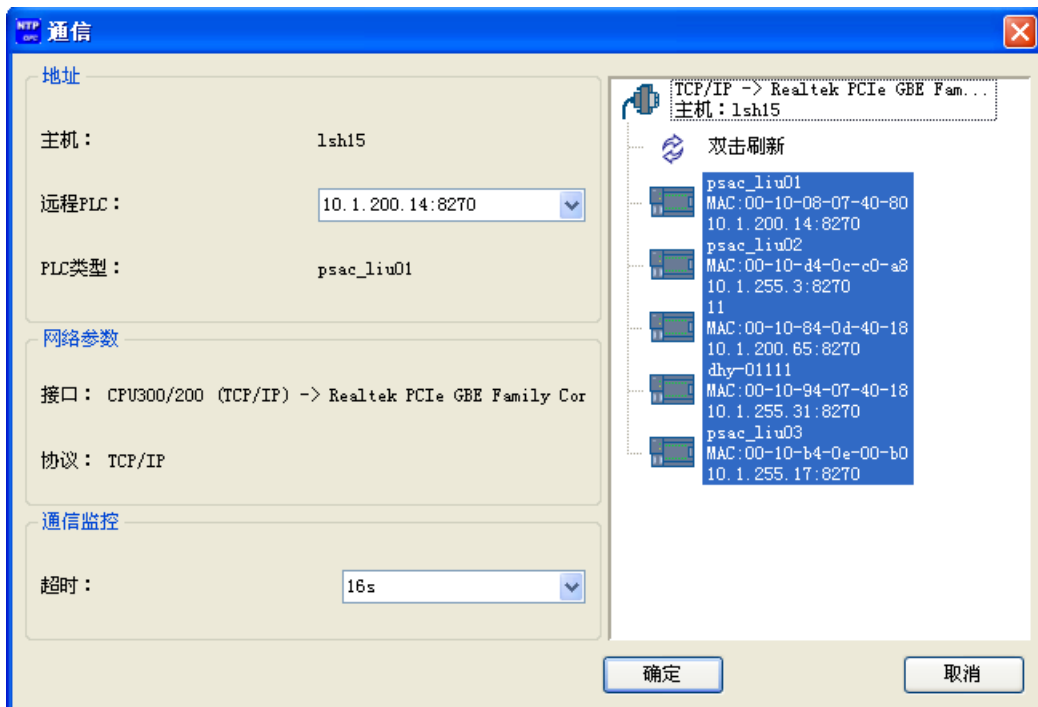 NTP
OPC
通信
地址
主机：
lsh15
远程PLC：
10.1.200.14:8270
PLC类型：
psac_liu01
网络参数
接口：
CPU300/200 (TCP/IP) -> Realtek PCIe GBE Family Cor
协议：
TCP/IP
通信监控
超时：
16s
TCP/IP -> Realtek PCIe GBE Fam...
主机：lsh15
双击刷新
psac_liu01
MAC:00-10-08-07-40-80
10.1.200.14:8270
psac_liu02
MAC:00-10-d4-0c-c0-a8
10.1.255.3:8270
11
MAC:00-10-84-0d-40-18
10.1.200.65:8270
dhy-01111
MAC:00-10-94-07-40-18
10.1.255.31:8270
psac_liu03
MAC:00-10-b4-0e-00-b0
10.1.255.17:8270
确定
取消